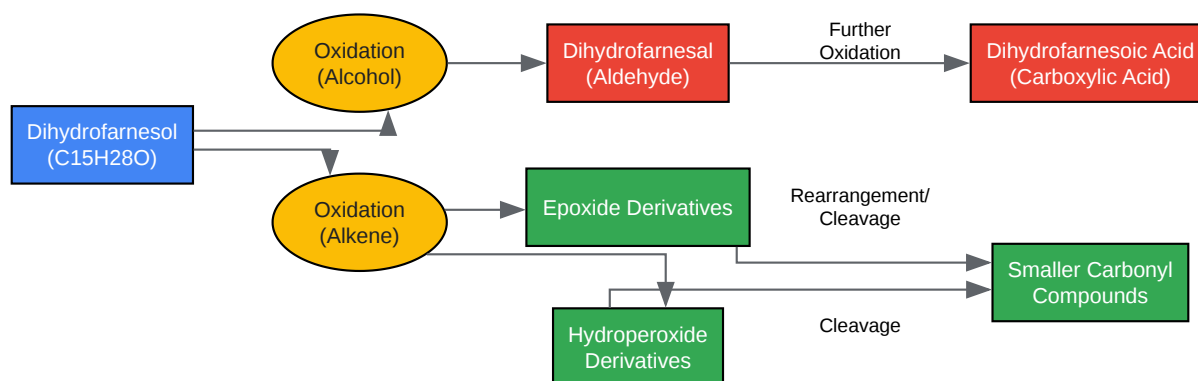 Dihydrofarnesol
(C15H28O)
Oxidation
(Alcohol)
Dihydrofarnesal
(Aldehyde)
Further
Oxidation
Dihydrofarnesoic Acid
(Carboxylic Acid)
Oxidation
(Alkene)
Epoxide Derivatives
Rearrangement/
Cleavage
Smaller Carbonyl
Compounds
Hydroperoxide
Derivatives
Cleavage